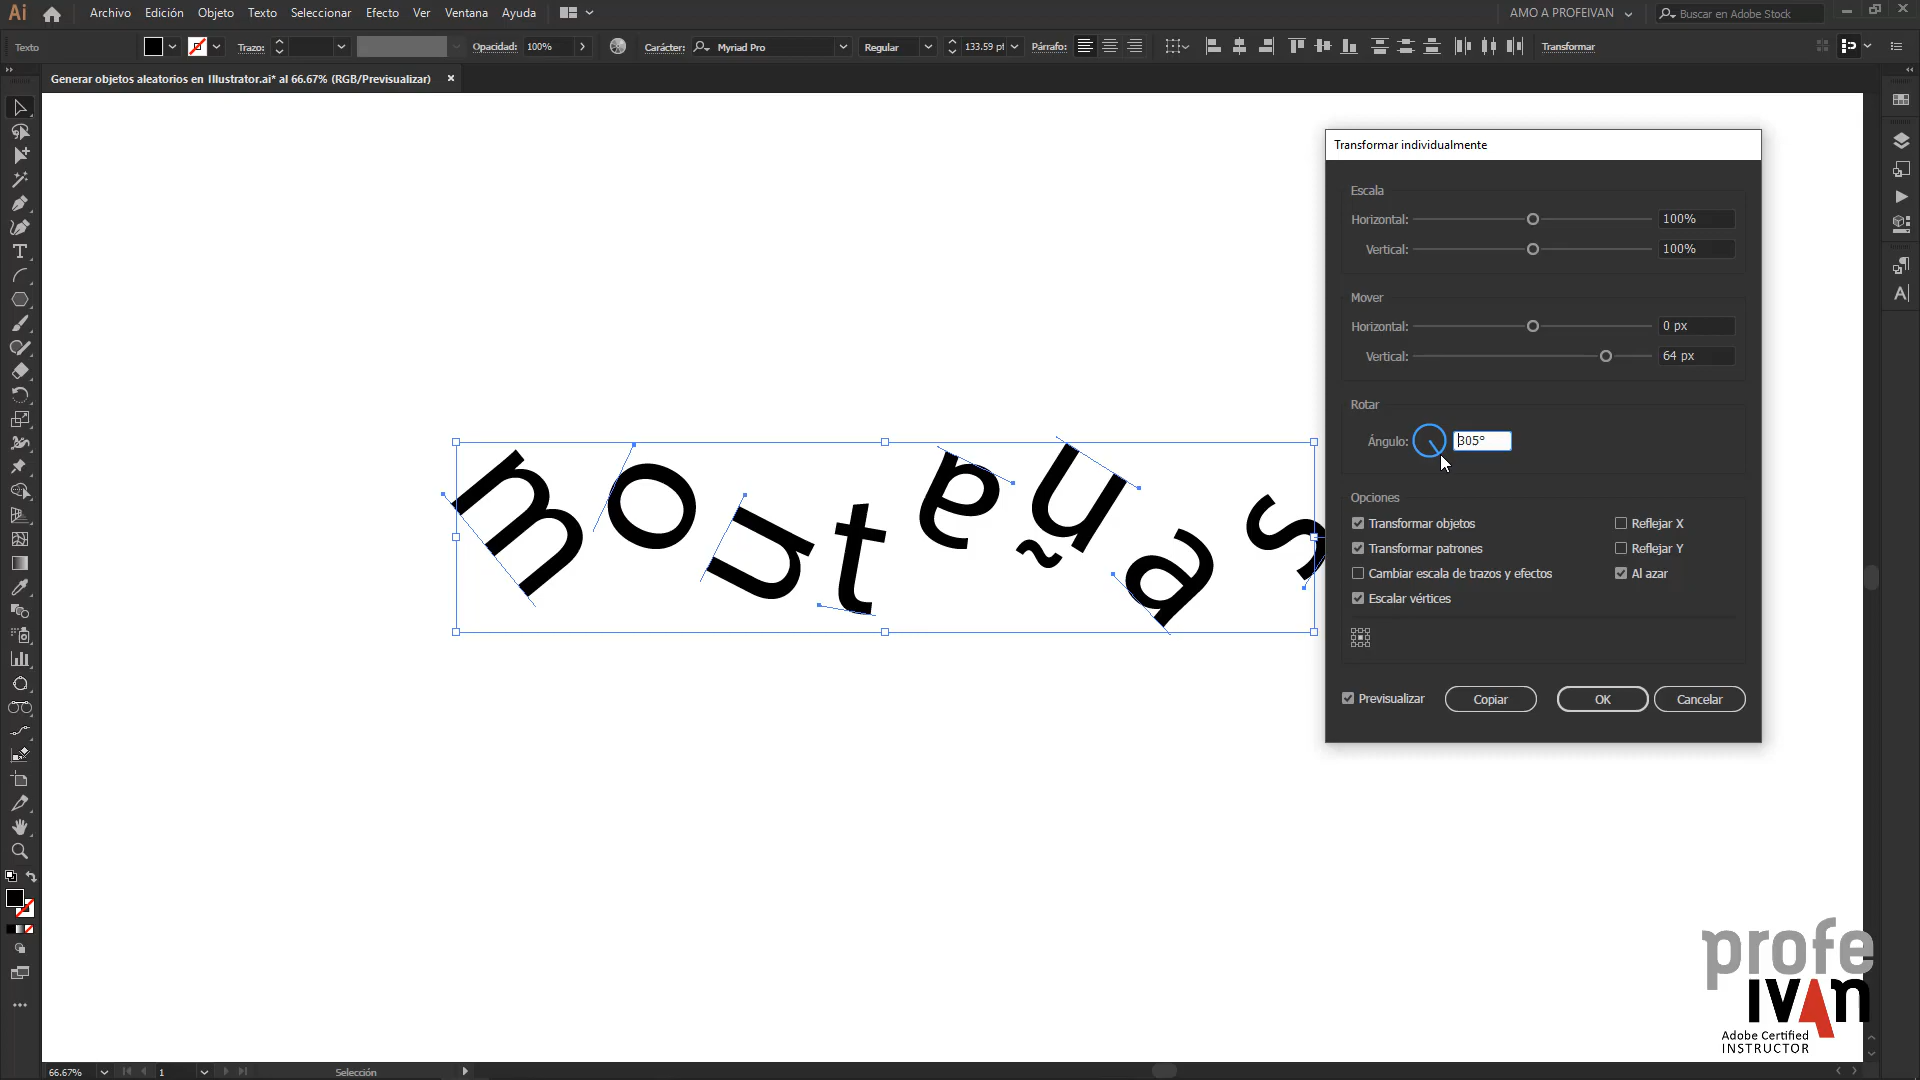 Ai Archivo Edición Objeto Texto Seleccionar Efecto Ver Ventana Ayuda AMO A PROFEIVAN Buscar en Adobe Stock
Texto Trazo: Opacidad: 100% Carácter: Myriad Pro Regular 133.59 pt Párrafo: Transformar
Generar objetos aleatorios en Illustrator.ai* al 66.67% (RGB/Previsualizar)
Transformar individualmente
Escala
Horizontal: 100%
Vertical: 100%
Mover
Horizontal: 0 px
Vertical: 64 px
Rotar
Ángulo: 305°
montañas
Opciones
Transformar objetos Reflejar X
Transformar patrones Reflejar Y
Cambiar escala de trazos y efectos Al azar
Escalar vértices
Previsualizar Copiar OK Cancelar
profe
ivAn
Adobe Certified
INSTRUCTOR
66.67% 1 Selección